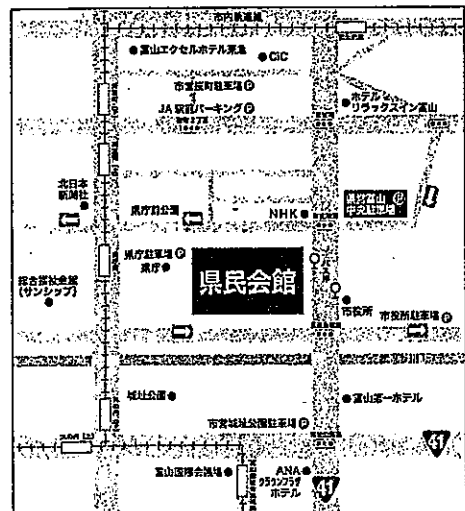 市内軌道線
富山エクセルホテル東急
CiC
市営桜町駐車場 P
JA駅前パーキング P
ホテル
リラックスイン富山
北日本
新聞社
県庁前公園
NHK
県営富山 P
中央駐車場
県庁駐車場 P
県庁
県民会館
総合福祉会館
(サンシップ)
市役所
市役所駐車場 P
城址公園
富山第一ホテル
市営城址公園駐車場 P
41
富山国際会議場
ANA
クラウンプラザ
ホテル
41